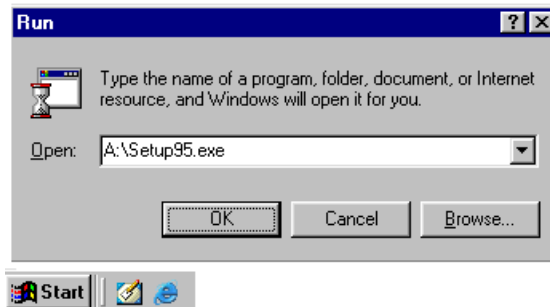 Run
Type the name of a program, folder, document, or Internet
resource, and Windows will open it for you.
Open: A:\Setup95.exe
OK Cancel Browse...
Start